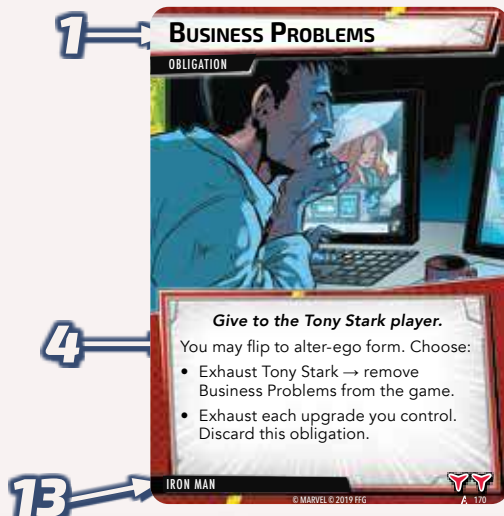 1
BUSINESS PROBLEMS
OBLIGATION
4
Give to the Tony Stark player.
You may flip to alter-ego form. Choose:
• Exhaust Tony Stark → remove
Business Problems from the game.
• Exhaust each upgrade you control.
Discard this obligation.
13
IRON MAN
© MARVEL © 2019 FFG
170